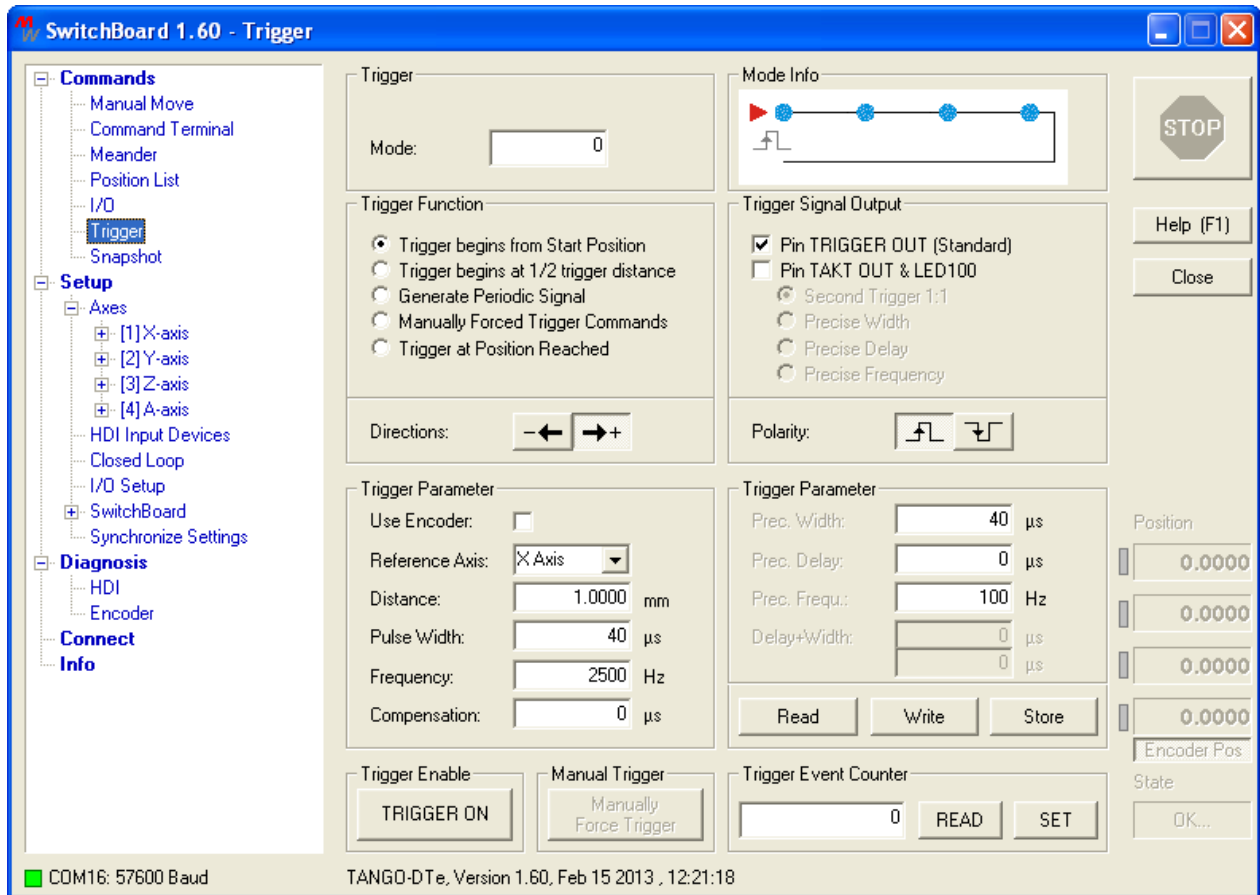 SwitchBoard 1.60 - Trigger
Commands
Manual Move
Command Terminal
Meander
Position List
I/O
Trigger
Snapshot
Setup
Axes
[1] X-axis
[2] Y-axis
[3] Z-axis
[4] A-axis
HDI Input Devices
Closed Loop
I/O Setup
SwitchBoard
Synchronize Settings
Diagnosis
HDI
Encoder
Connect
Info
Trigger
Mode: 0
Mode Info
Trigger Function
Trigger begins from Start Position
Trigger begins at 1/2 trigger distance
Generate Periodic Signal
Manually Forced Trigger Commands
Trigger at Position Reached
Directions: - +
Trigger Signal Output
Pin TRIGGER OUT (Standard)
Pin TAKT OUT & LED100
Second Trigger 1:1
Precise Width
Precise Delay
Precise Frequency
Polarity:
Trigger Parameter
Use Encoder:
Reference Axis: X Axis
Distance: 1.0000 mm
Pulse Width: 40 µs
Frequency: 2500 Hz
Compensation: 0 µs
Trigger Parameter
Prec. Width: 40 µs
Prec. Delay: 0 µs
Prec. Frequ.: 100 Hz
Delay+Width: 0 µs
0 µs
Read Write Store
Trigger Enable
TRIGGER ON
Manual Trigger
Manually
Force Trigger
Trigger Event Counter
0 READ SET
STOP
Help (F1)
Close
Position
0.0000
0.0000
0.0000
0.0000
Encoder Pos
State
OK...
COM16: 57600 Baud
TANGO-DTe, Version 1.60, Feb 15 2013 , 12:21:18